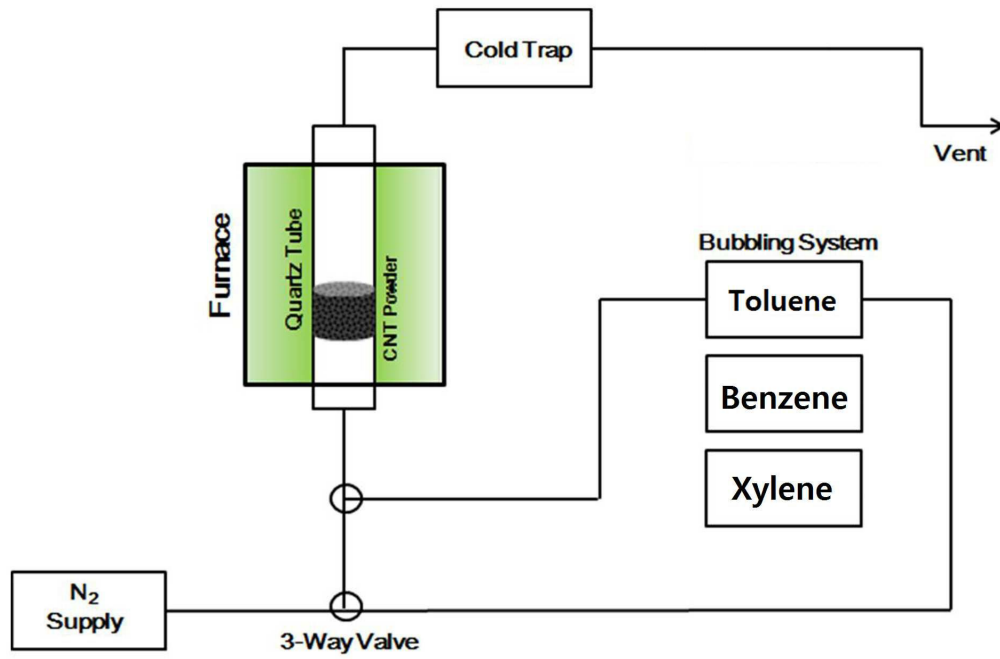 Cold Trap
Vent
Furnace
Quartz Tube
CNT Powder
Bubbling System
Toluene
Benzene
Xylene
N₂
Supply
3-Way Valve